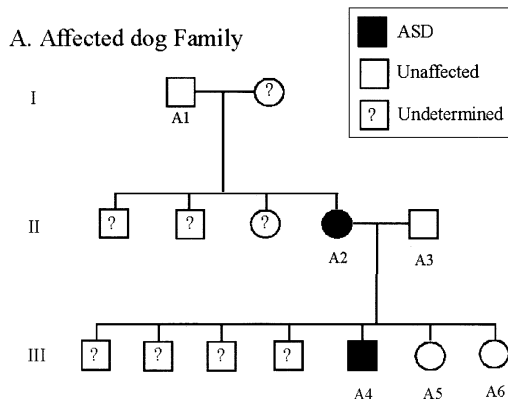 A. Affected dog Family
ASD
Unaffected
? Undetermined
I
?
A1
II
? ? ?
A2 A3
III
? ? ? ?
A4 A5 A6